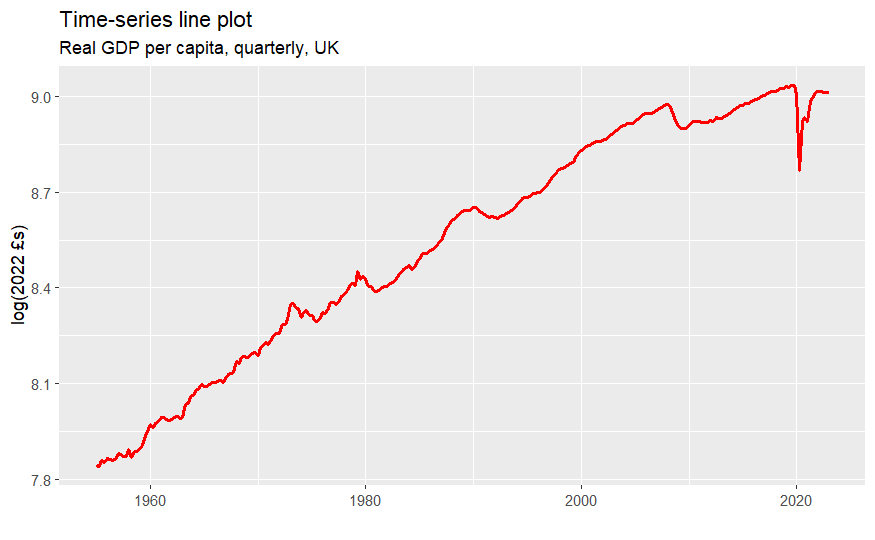 Time-series line plot
Real GDP per capita, quarterly, UK
log(2022 £s)
9.0
8.7
8.4
8.1
7.8
1960 1980 2000 2020